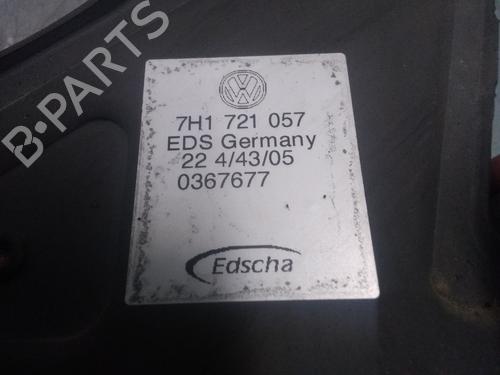 7H1 721 057
EDS Germany
22 4/43/05
0367677
Edscha
B-PARTS